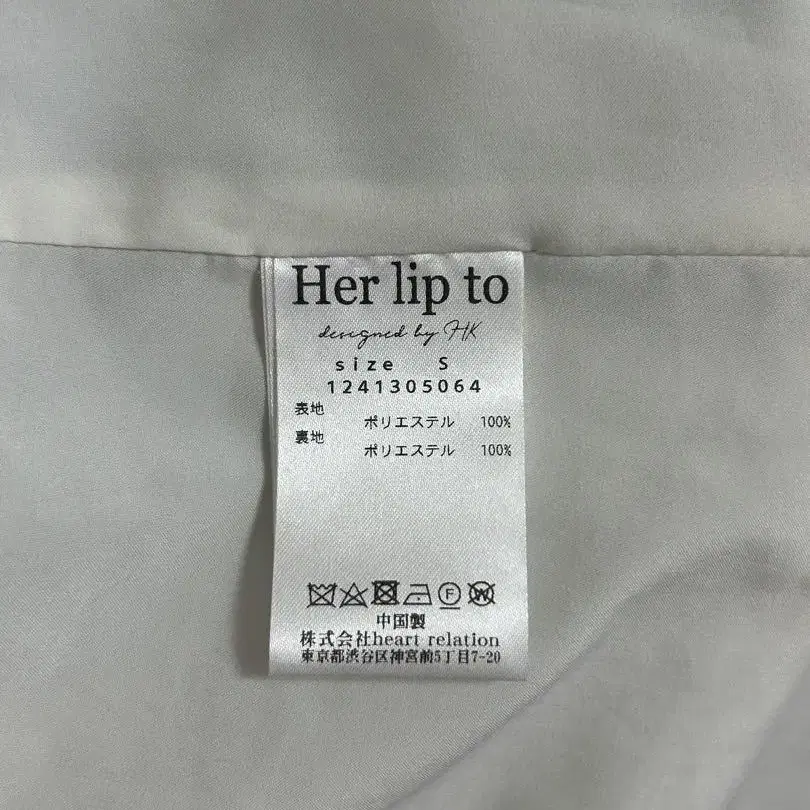 Her lip to
designed by HK
size S
1241305064
表地 ポリエステル 100%
裏地 ポリエステル 100%
F W
中国製
株式会社heart relation
東京都渋谷区神宮前5丁目7-20